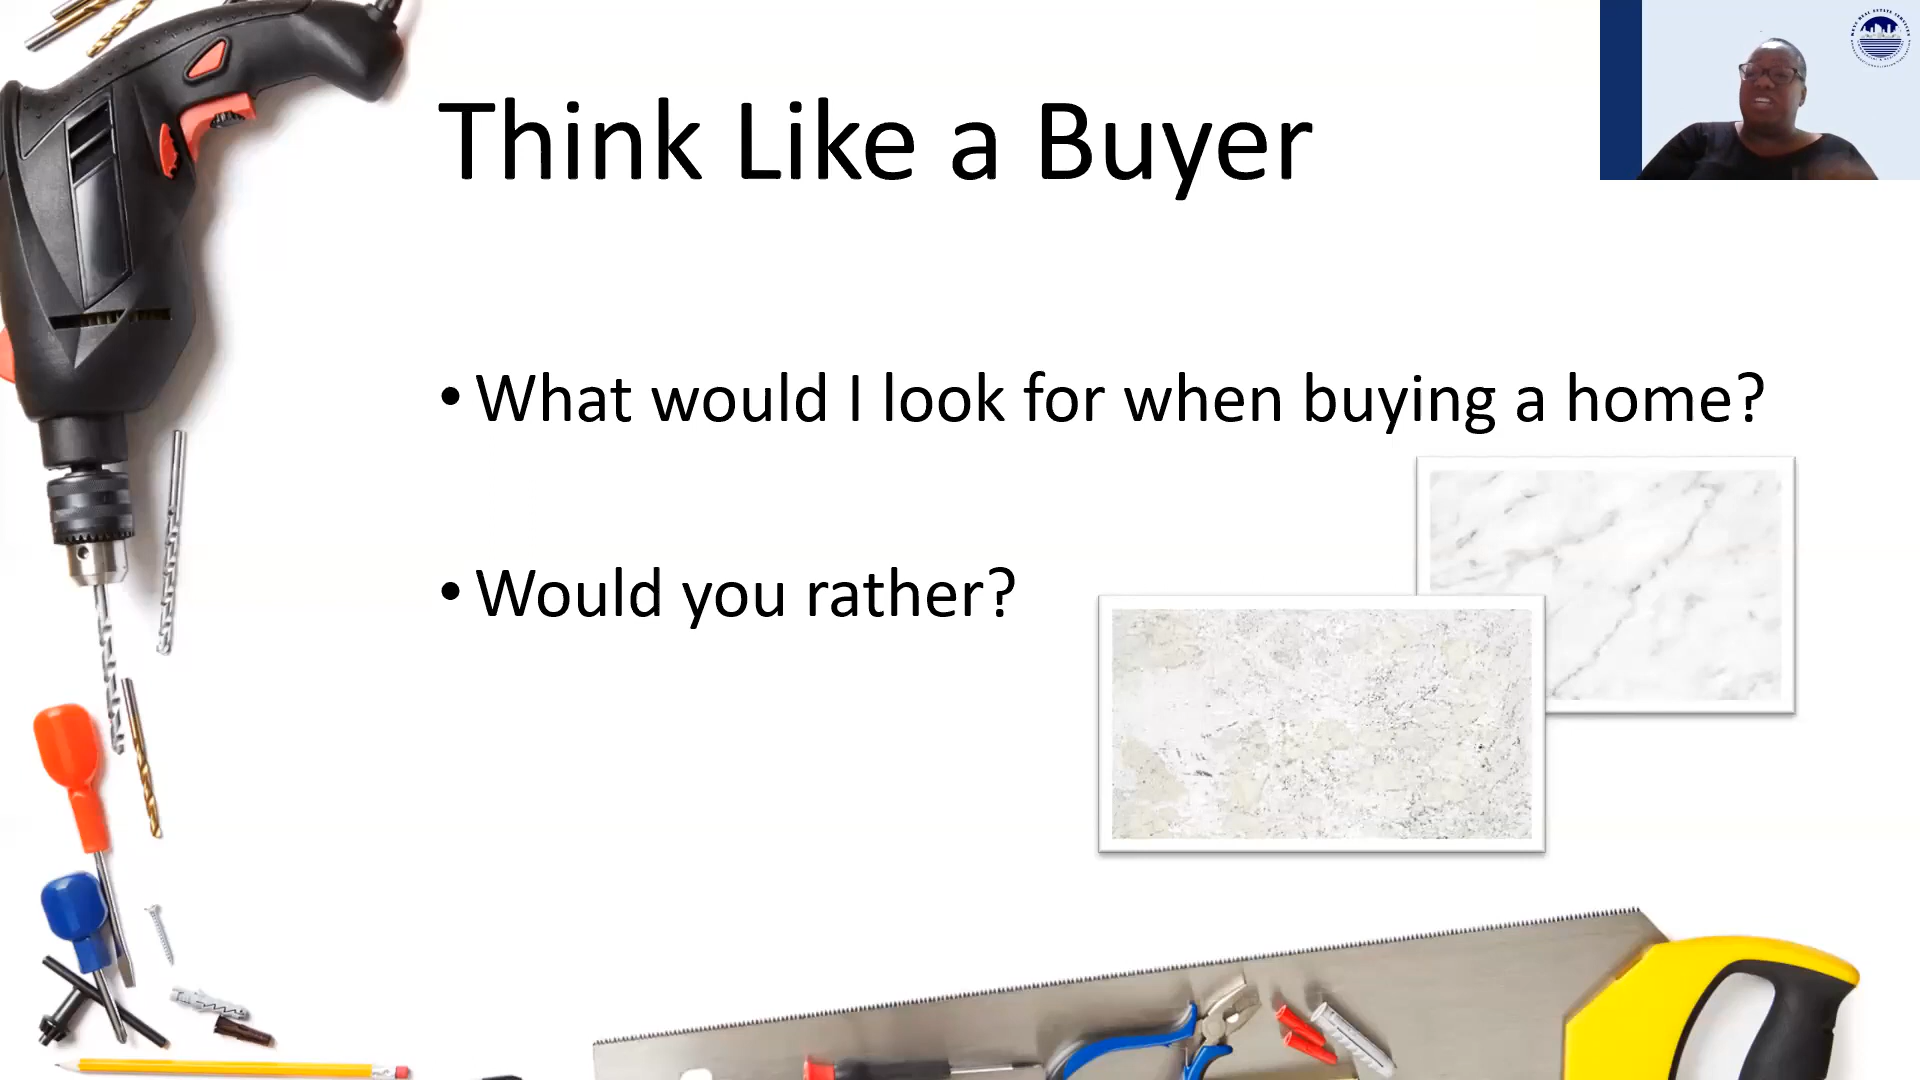 Think Like a Buyer
• What would I look for when buying a home?
• Would you rather?